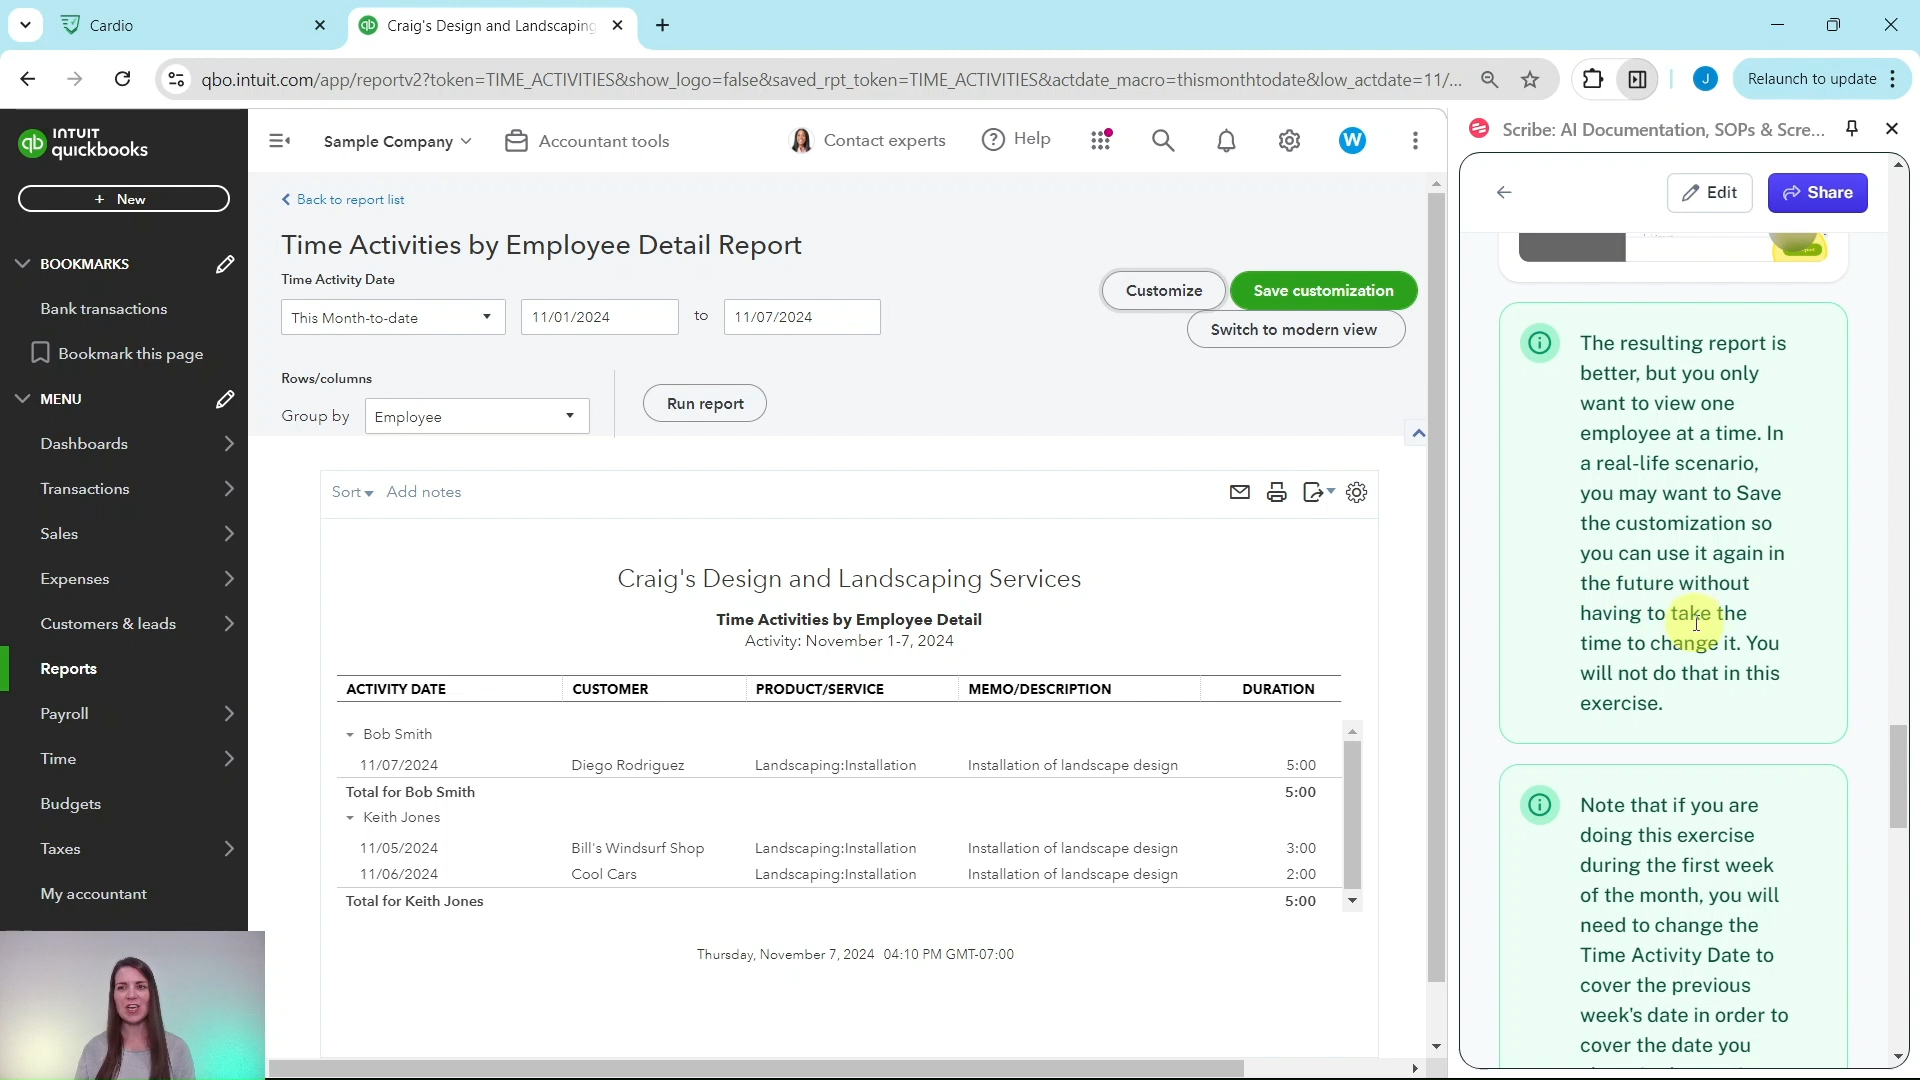 Cardio
Craig's Design and Landscaping
qbo.intuit.com/app/reportv2?token=TIME_ACTIVITIES&show_logo=false&saved_rpt_token=TIME_ACTIVITIES&actdate_macro=thismonthtodate&low_actdate=11/...
J
Relaunch to update
INTUIT
quickbooks
+ New
BOOKMARKS
Bank transactions
Bookmark this page
MENU
Dashboards
Transactions
Sales
Expenses
Customers & leads
Reports
Payroll
Time
Budgets
Taxes
My accountant
Sample Company
Accountant tools
Contact experts
Help
W
Back to report list
Time Activities by Employee Detail Report
Time Activity Date
This Month-to-date
11/01/2024
to
11/07/2024
Customize
Save customization
Switch to modern view
Rows/columns
Group by
Employee
Run report
Sort
Add notes
Craig's Design and Landscaping Services
Time Activities by Employee Detail
Activity: November 1-7, 2024
ACTIVITY DATE CUSTOMER PRODUCT/SERVICE MEMO/DESCRIPTION DURATION
Bob Smith
11/07/2024 Diego Rodriguez Landscaping:Installation Installation of landscape design 5:00
Total for Bob Smith 5:00
Keith Jones
11/05/2024 Bill's Windsurf Shop Landscaping:Installation Installation of landscape design 3:00
11/06/2024 Cool Cars Landscaping:Installation Installation of landscape design 2:00
Total for Keith Jones 5:00
Thursday, November 7, 2024 04:10 PM GMT-07:00
Scribe: AI Documentation, SOPs & Scre...
Edit
Share
The resulting report is
better, but you only
want to view one
employee at a time. In
a real-life scenario,
you may want to Save
the customization so
you can use it again in
the future without
having to take the
time to change it. You
will not do that in this
exercise.
Note that if you are
doing this exercise
during the first week
of the month, you will
need to change the
Time Activity Date to
cover the previous
week's date in order to
cover the date you